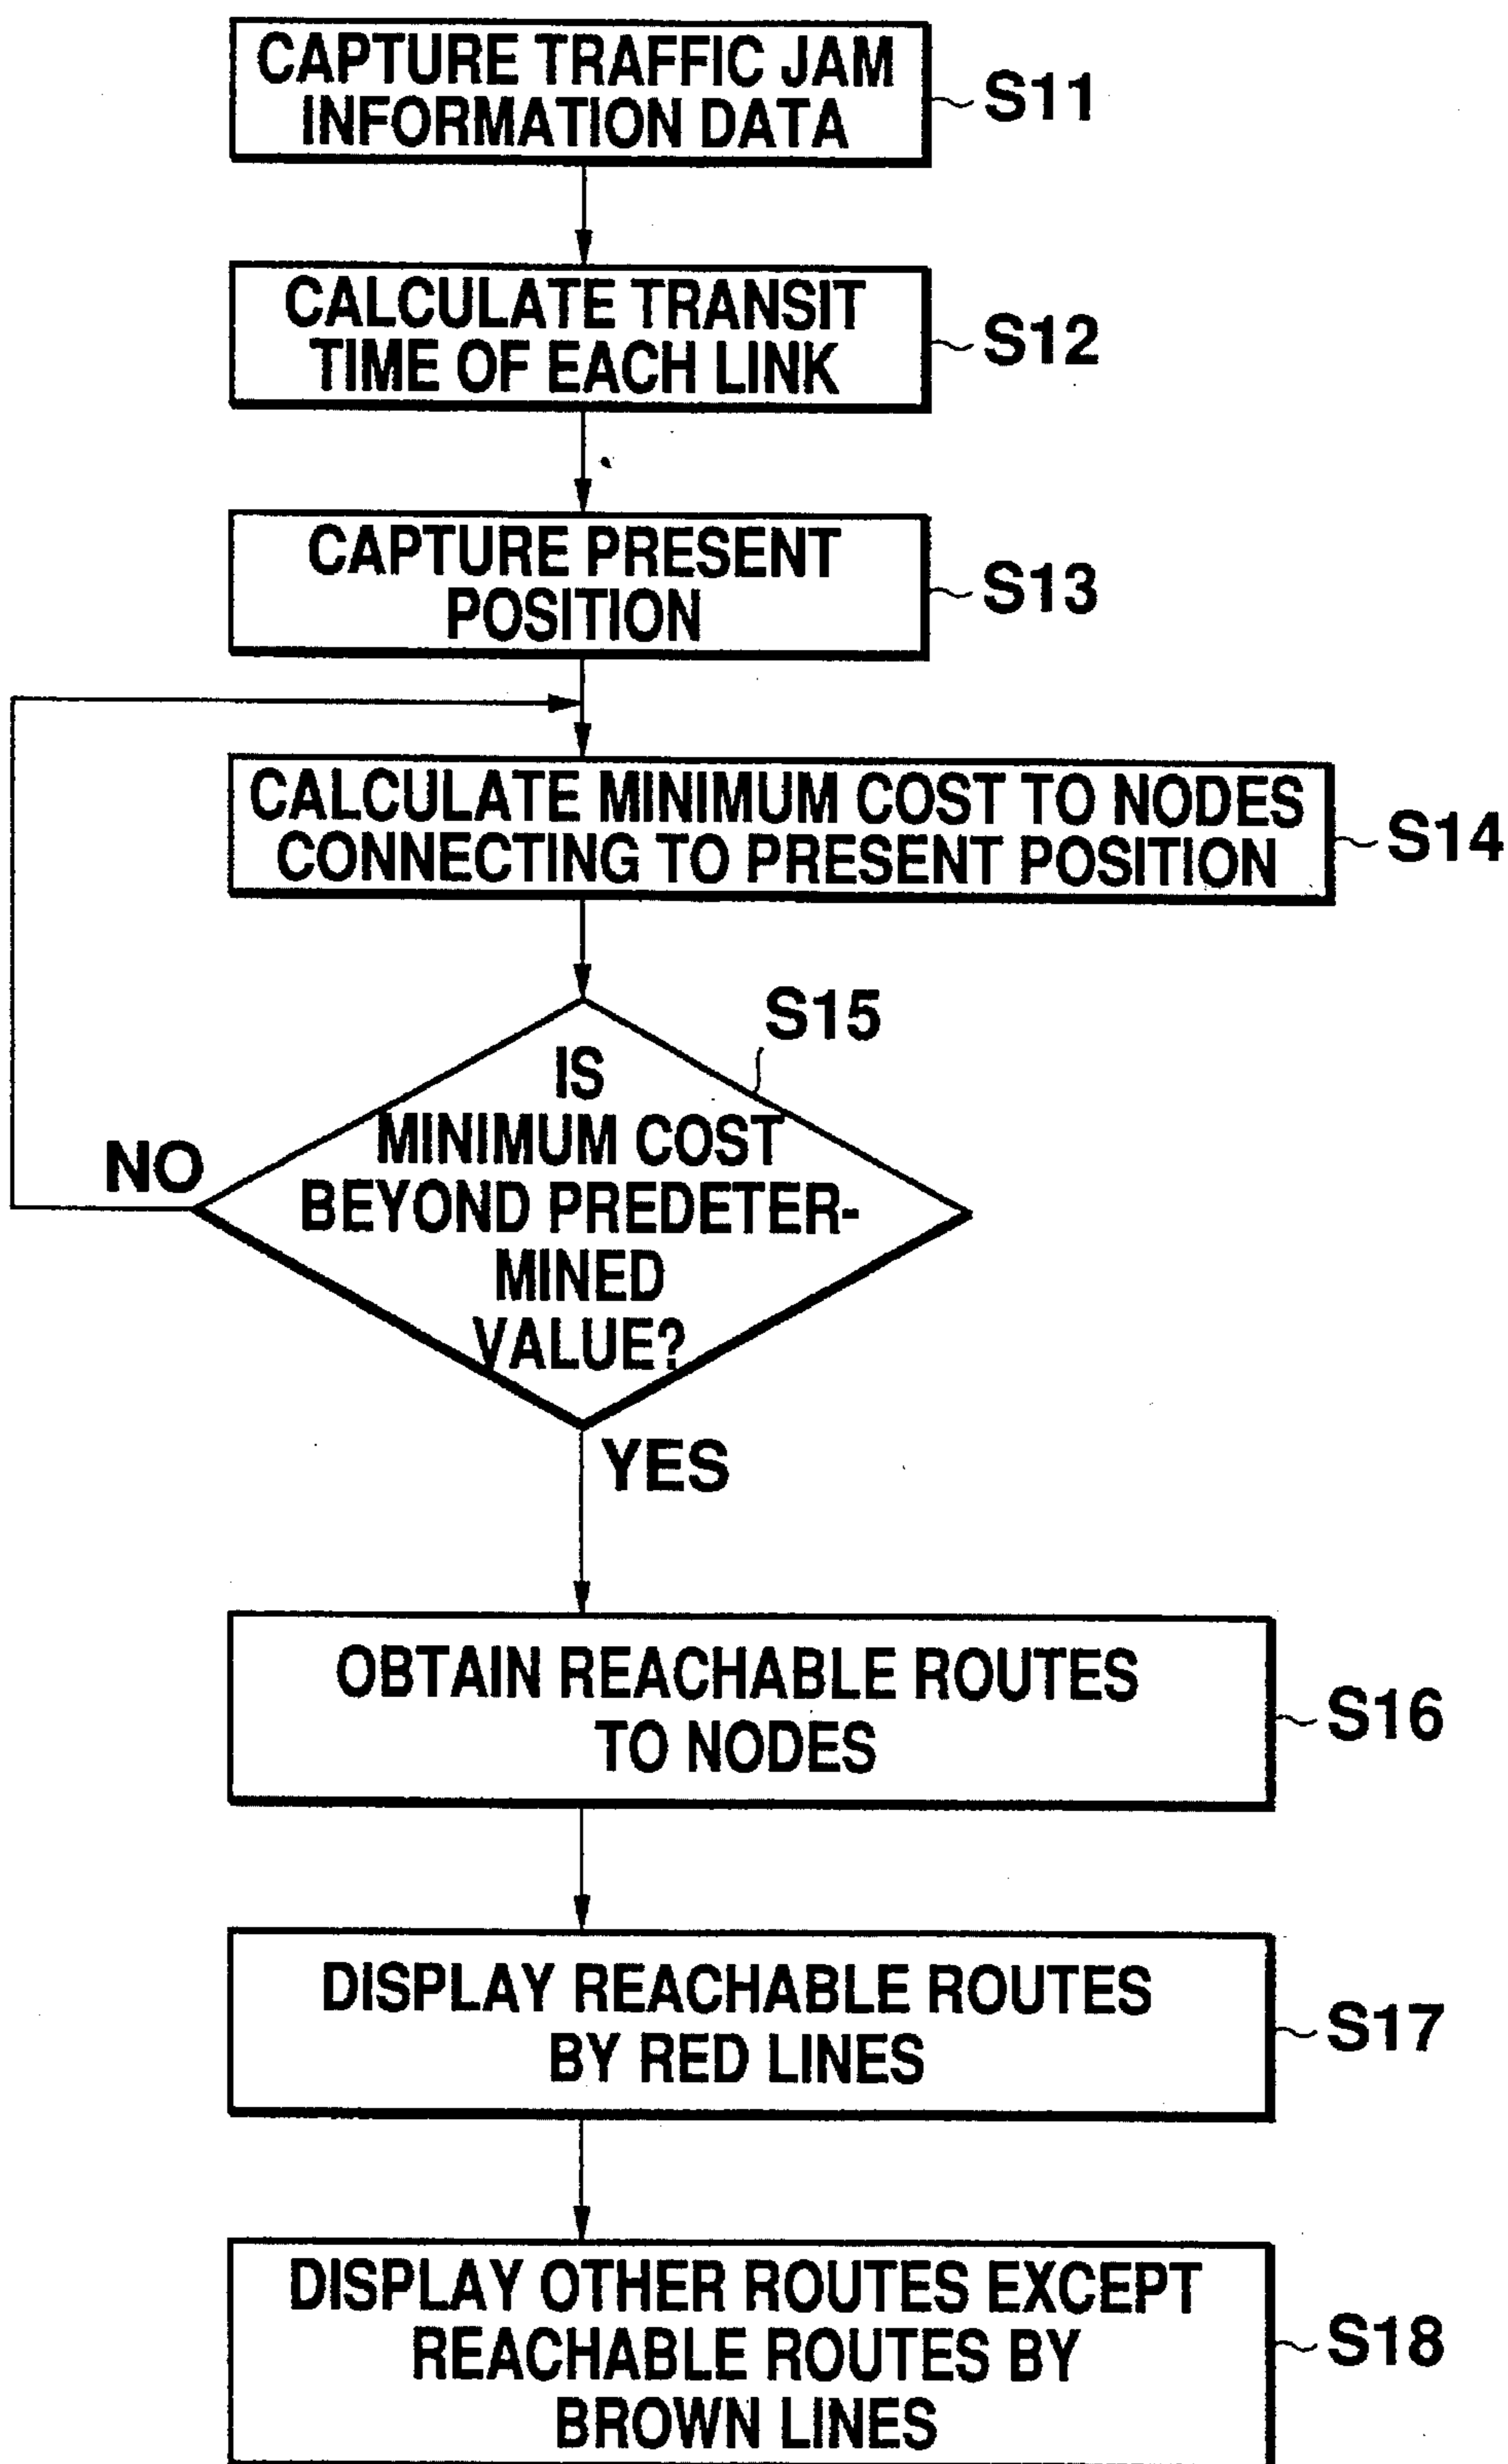 CAPTURE TRAFFIC JAM
INFORMATION DATA
S11
CALCULATE TRANSIT
TIME OF EACH LINK
S12
CAPTURE PRESENT
POSITION
S13
CALCULATE MINIMUM COST TO NODES
CONNECTING TO PRESENT POSITION
S14
S15
IS
MINIMUM COST
BEYOND PREDETER-
MINED
VALUE?
NO
YES
OBTAIN REACHABLE ROUTES
TO NODES
S16
DISPLAY REACHABLE ROUTES
BY RED LINES
S17
DISPLAY OTHER ROUTES EXCEPT
REACHABLE ROUTES BY
BROWN LINES
S18